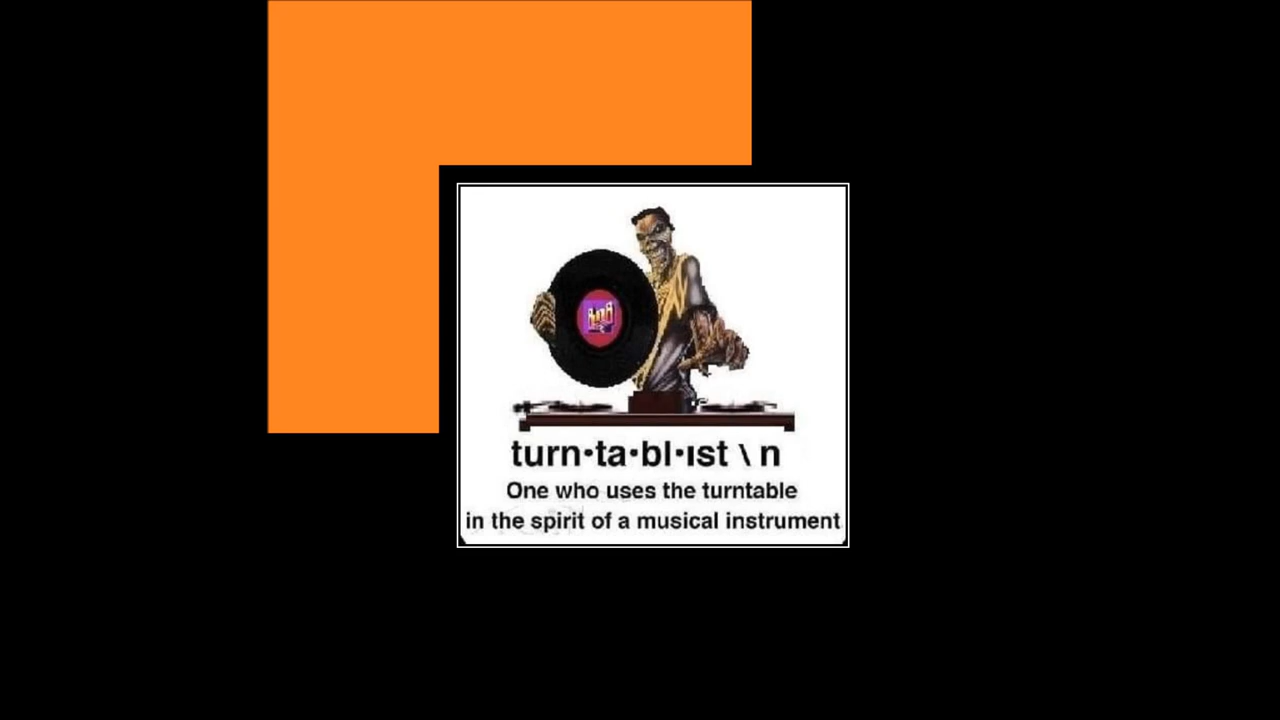 turn•ta•bl•ıst \ n
One who uses the turntable
in the spirit of a musical instrument